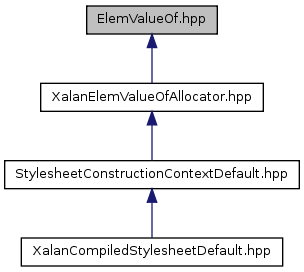 ElemValueOf.hpp
XalanElemValueOfAllocator.hpp
StylesheetConstructionContextDefault.hpp
XalanCompiledStylesheetDefault.hpp